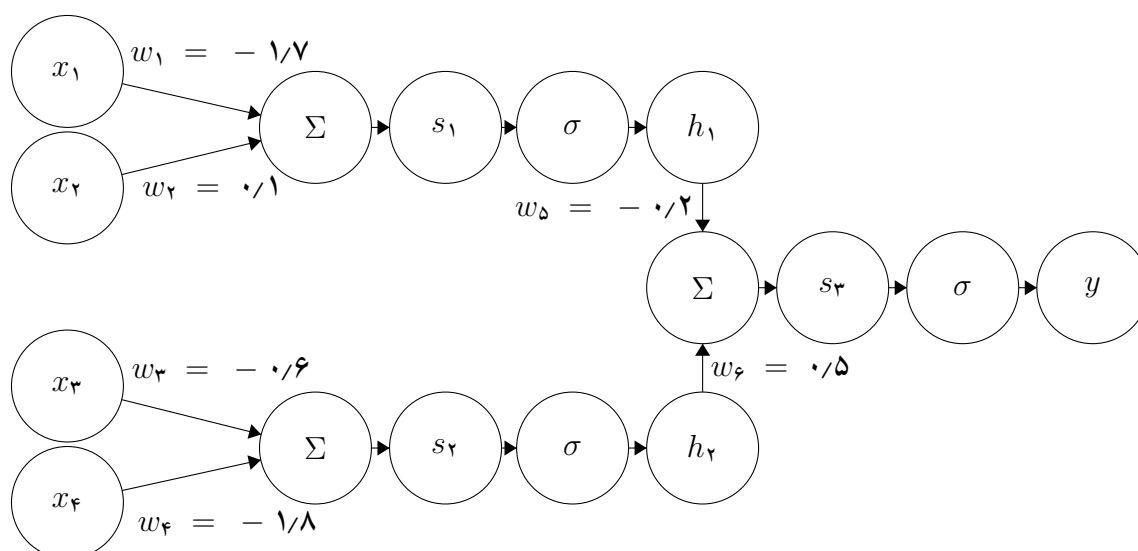 x₁
w₁ = − ۱٫۷
x₂
w₂ = ۰٫۱
Σ
s₁
σ
h₁
w₅ = − ۰٫۲
Σ
s₃
σ
y
x₃
w₃ = − ۰٫۶
x₄
w₄ = − ۱٫۸
Σ
s₂
σ
h₂
w₆ = ۰٫۵